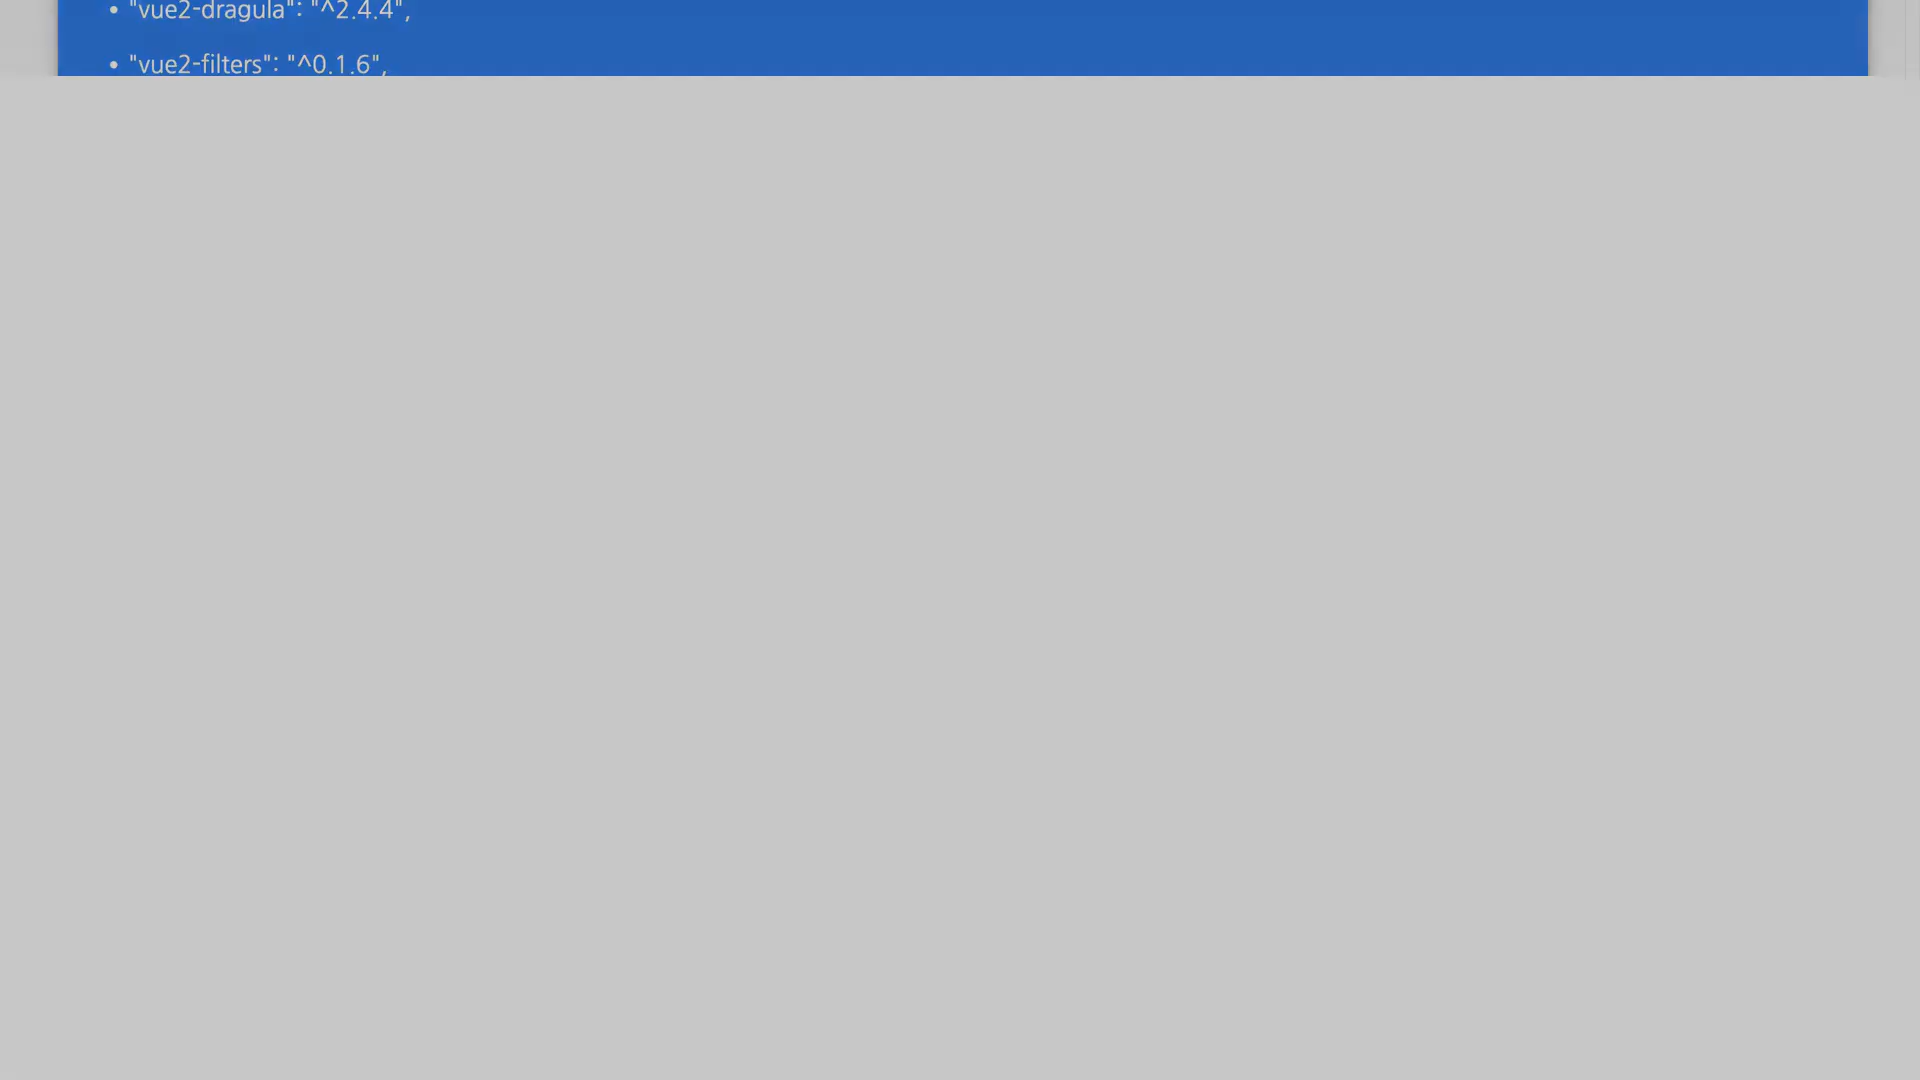 • "vue2-dragula": "^2.4.4",
• "vue2-filters": "^0.1.6",